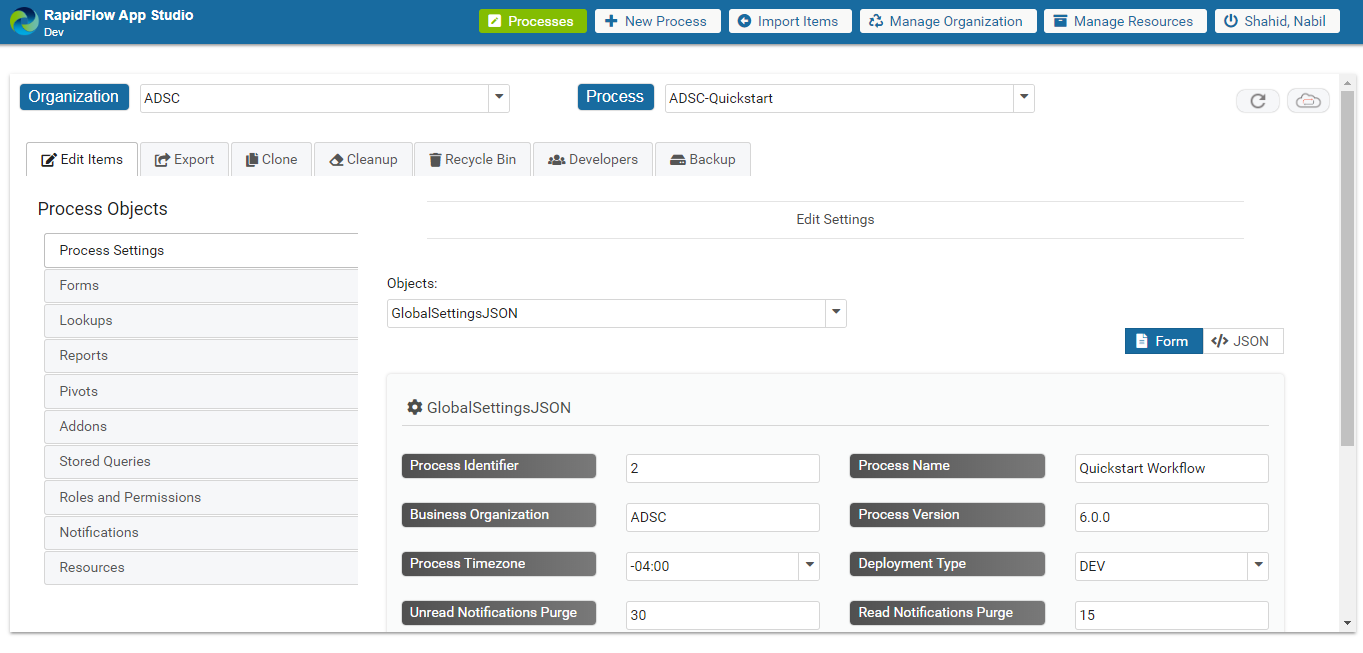 RapidFlow App Studio
Dev
Processes New Process Import Items Manage Organization Manage Resources Shahid, Nabil
Organization ADSC Process ADSC-Quickstart
Edit Items Export Clone Cleanup Recycle Bin Developers Backup
Process Objects
Process Settings
Forms
Lookups
Reports
Pivots
Addons
Stored Queries
Roles and Permissions
Notifications
Resources
Edit Settings
Objects:
GlobalSettingsJSON
Form </> JSON
GlobalSettingsJSON
Process Identifier 2 Process Name Quickstart Workflow
Business Organization ADSC Process Version 6.0.0
Process Timezone -04:00 Deployment Type DEV
Unread Notifications Purge 30 Read Notifications Purge 15